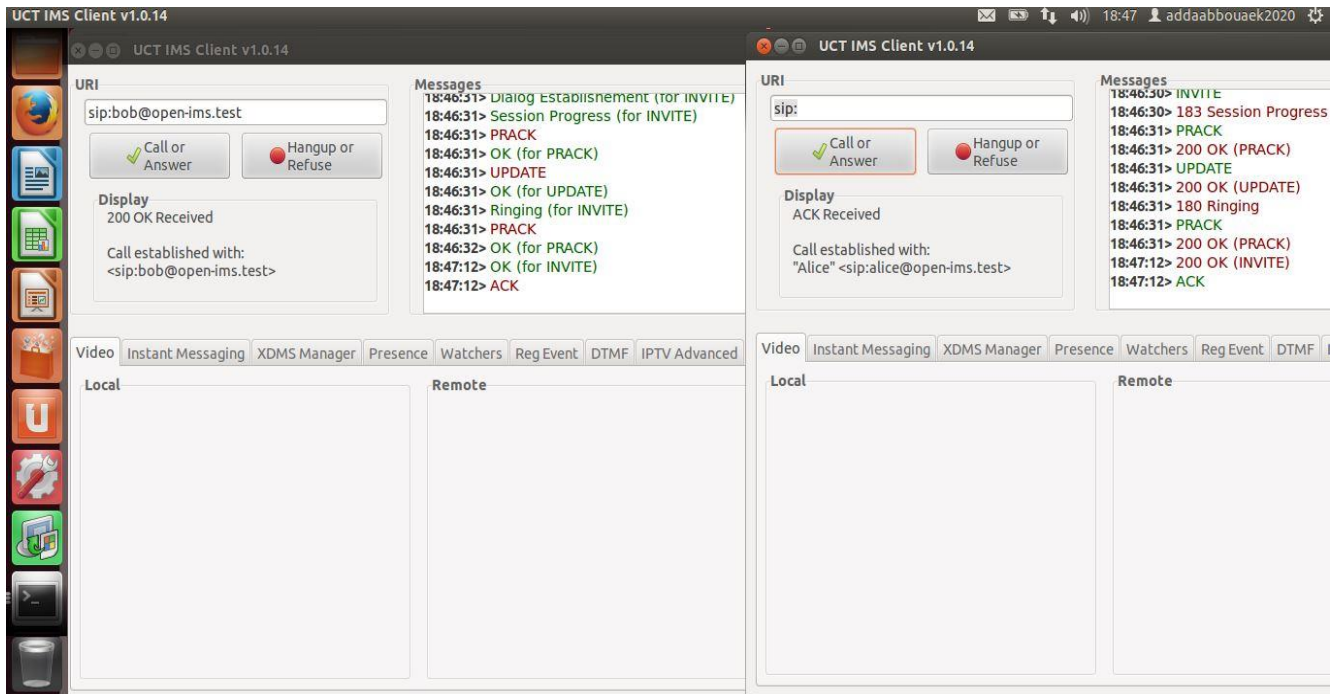 UCT IMS Client v1.0.14
18:47 addaabbouaek2020
UCT IMS Client v1.0.14
URI
sip:bob@open-ims.test
Call or
Answer
Hangup or
Refuse
Display
200 OK Received
Call established with:
<sip:bob@open-ims.test>
Messages
18:46:31> Dialog Establishement (for INVITE)
18:46:31> Session Progress (for INVITE)
18:46:31> PRACK
18:46:31> OK (for PRACK)
18:46:31> UPDATE
18:46:31> OK (for UPDATE)
18:46:31> Ringing (for INVITE)
18:46:31> PRACK
18:46:32> OK (for PRACK)
18:47:12> OK (for INVITE)
18:47:12> ACK
Video Instant Messaging XDMS Manager Presence Watchers Reg Event DTMF IPTV Advanced
Local
Remote
UCT IMS Client v1.0.14
URI
sip:
Call or
Answer
Hangup or
Refuse
Display
ACK Received
Call established with:
"Alice" <sip:alice@open-ims.test>
Messages
18:46:30> INVITE
18:46:30> 183 Session Progress
18:46:31> PRACK
18:46:31> 200 OK (PRACK)
18:46:31> UPDATE
18:46:31> 200 OK (UPDATE)
18:46:31> 180 Ringing
18:46:31> PRACK
18:46:31> 200 OK (PRACK)
18:47:12> 200 OK (INVITE)
18:47:12> ACK
Video Instant Messaging XDMS Manager Presence Watchers Reg Event DTMF
Local
Remote